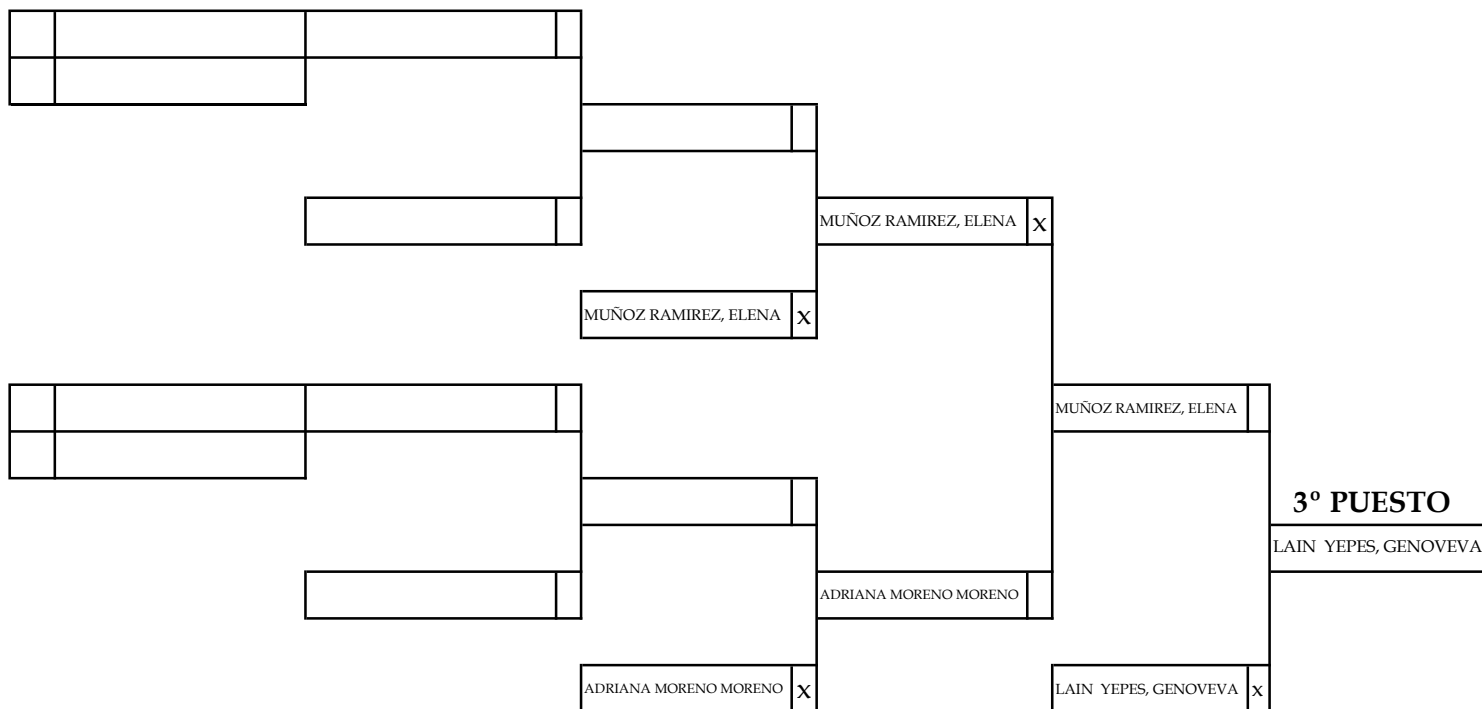 MUÑOZ RAMIREZ, ELENA x
MUÑOZ RAMIREZ, ELENA x
MUÑOZ RAMIREZ, ELENA
3º PUESTO
LAIN  YEPES, GENOVEVA
ADRIANA MORENO MORENO
ADRIANA MORENO MORENO x
LAIN  YEPES, GENOVEVA x